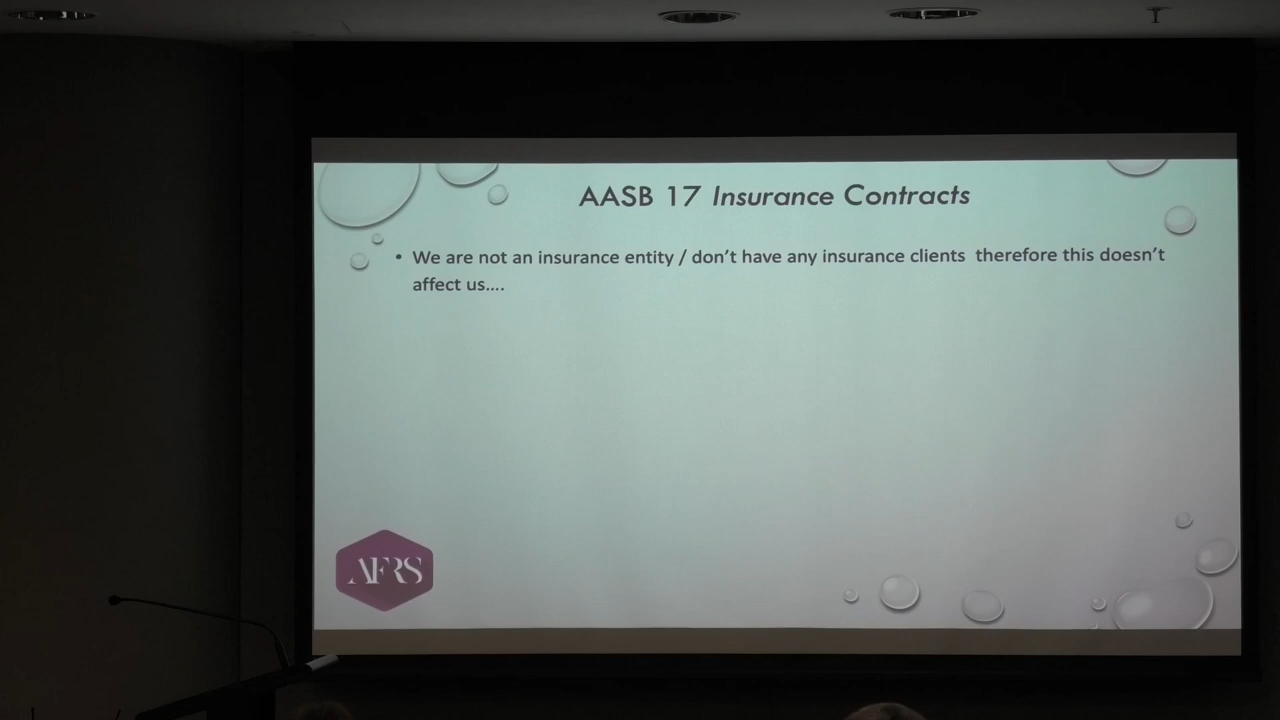 AASB 17 Insurance Contracts
• We are not an insurance entity / don't have any insurance clients  therefore this doesn't
affect us....
AFRS